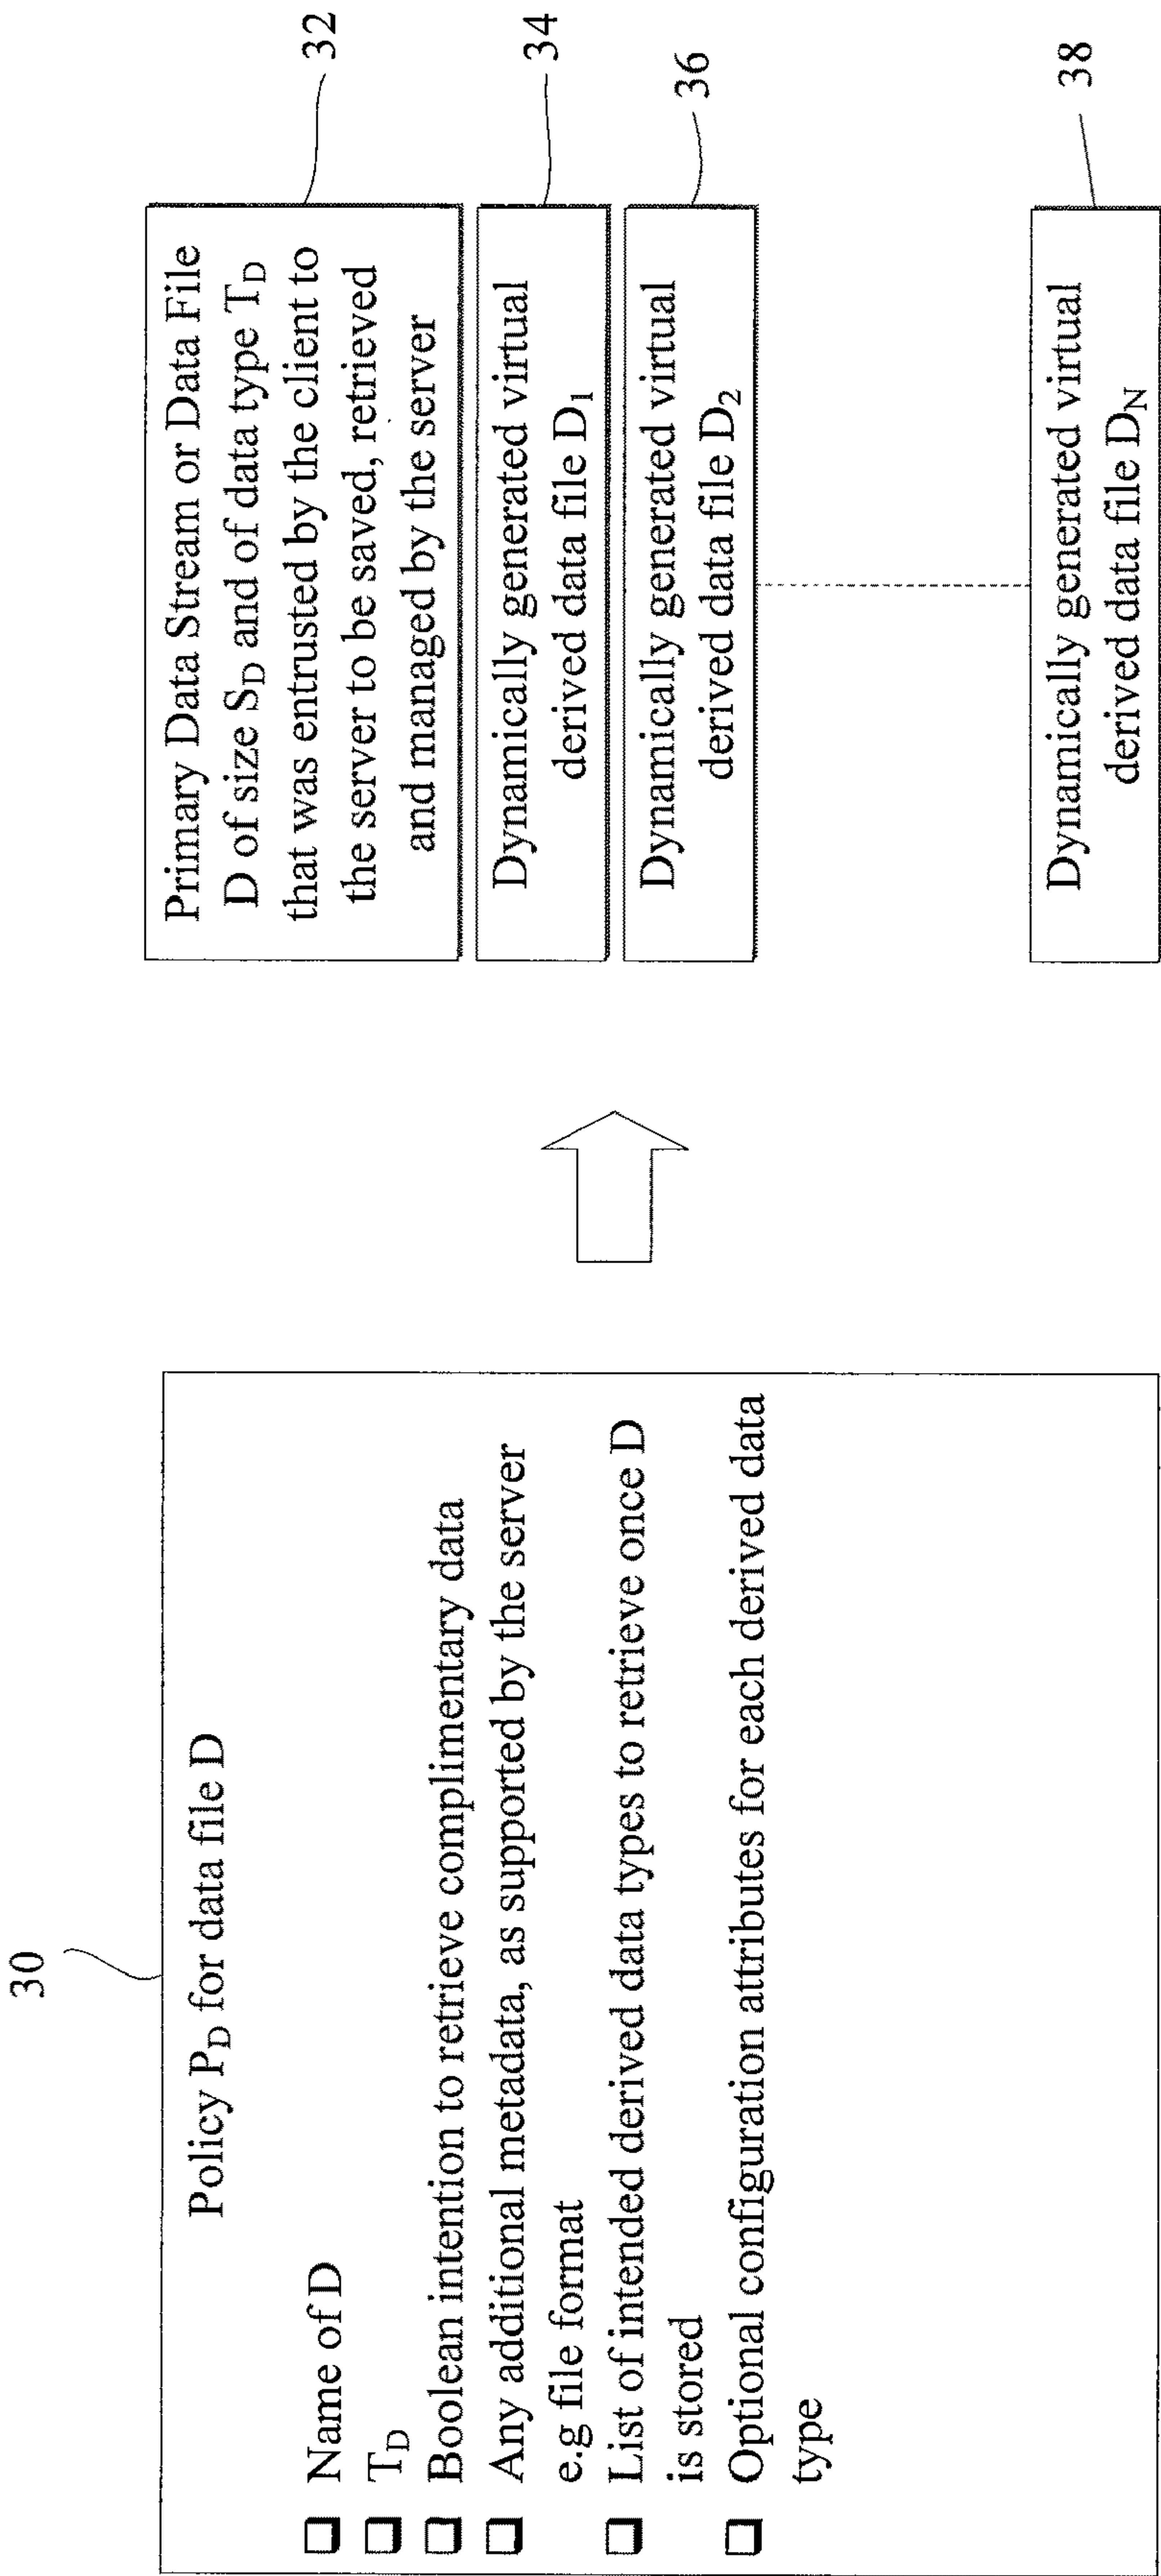 30
Policy P_D for data file D
❑ Name of D
❑ T_D
❑ Boolean intention to retrieve complimentary data
❑ Any additional metadata, as supported by the server
e.g file format
❑ List of intended derived data types to retrieve once D
is stored
❑ Optional configuration attributes for each derived data
type
Primary Data Stream or Data File
D of size S_D and of data type T_D
that was entrusted by the client to
the server to be saved, retrieved
and managed by the server
32
Dynamically generated virtual
derived data file D_1
34
Dynamically generated virtual
derived data file D_2
36
Dynamically generated virtual
derived data file D_N
38